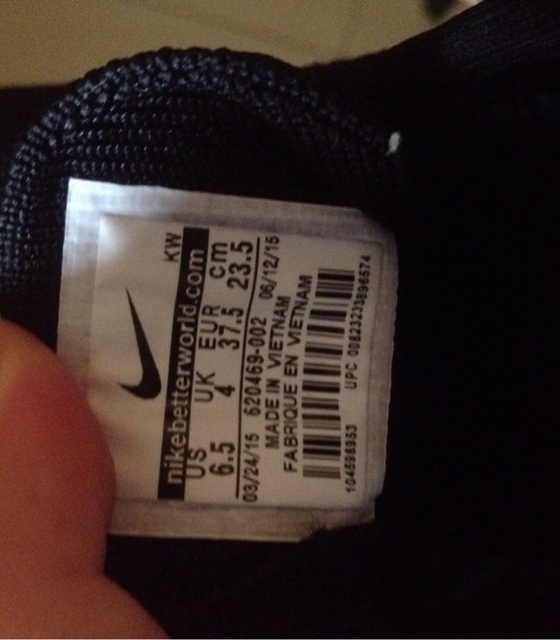 KW
nikebetterworld.com
US UK EUR cm
6.5 4 37.5 23.5
03/24/15 620469-002 06/12/15
MADE IN VIETNAM
FABRIQUE EN VIETNAM
104598953 UPC 00823233896574